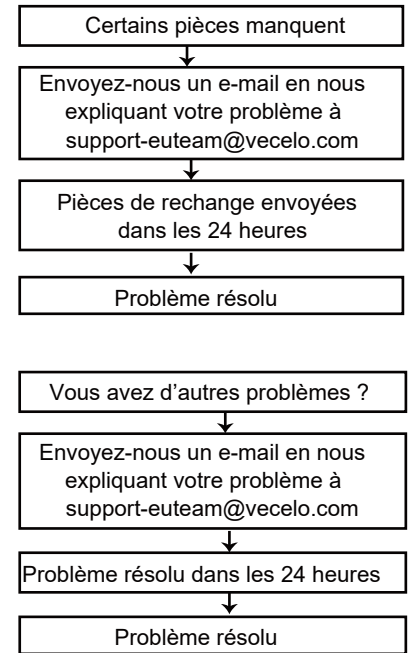 Certains pièces manquent
Envoyez-nous un e-mail en nous
expliquant votre problème à
support-euteam@vecelo.com
Pièces de rechange envoyées
dans les 24 heures
Problème résolu
Vous avez d'autres problèmes ?
Envoyez-nous un e-mail en nous
expliquant votre problème à
support-euteam@vecelo.com
Problème résolu dans les 24 heures
Problème résolu